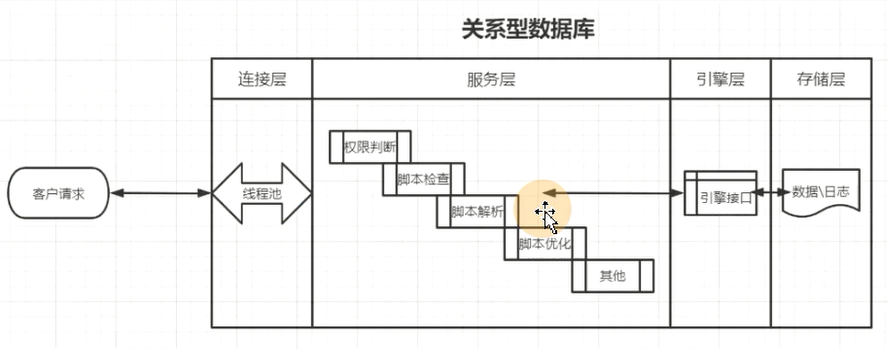 关系型数据库
连接层
服务层
引擎层
存储层
客户请求
线程池
权限判断
脚本检查
脚本解析
脚本优化
其他
引擎接口
数据\日志